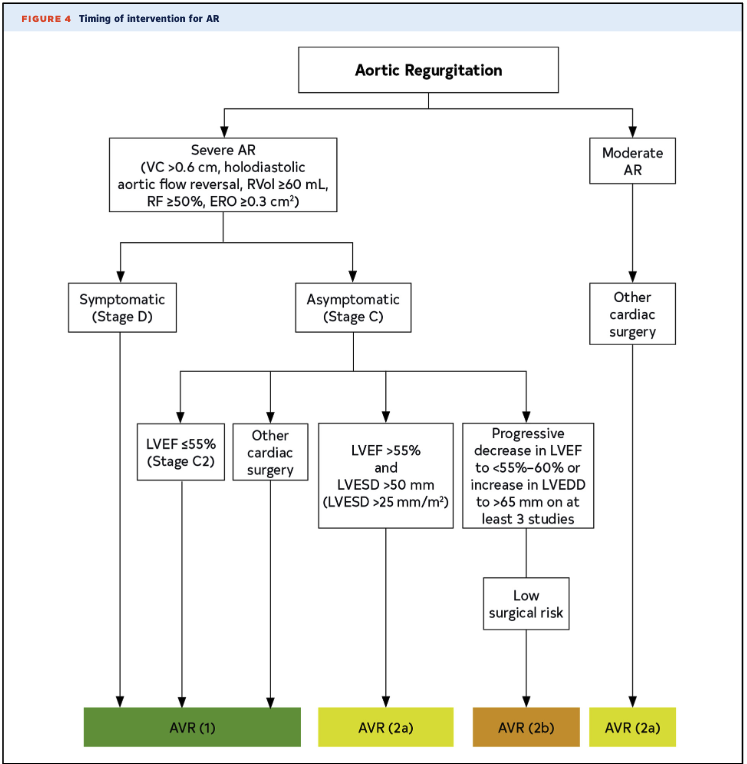 FIGURE 4 Timing of intervention for AR
Aortic Regurgitation
Severe AR
(VC >0.6 cm, holodiastolic
aortic flow reversal, RVol ≥60 mL,
RF ≥50%, ERO ≥0.3 cm²)
Moderate
AR
Symptomatic
(Stage D)
Asymptomatic
(Stage C)
Other
cardiac
surgery
LVEF ≤55%
(Stage C2)
Other
cardiac
surgery
LVEF >55%
and
LVESD >50 mm
(LVESD >25 mm/m²)
Progressive
decrease in LVEF
to <55%–60% or
increase in LVEDD
to >65 mm on at
least 3 studies
Low
surgical risk
AVR (1)
AVR (2a)
AVR (2b)
AVR (2a)